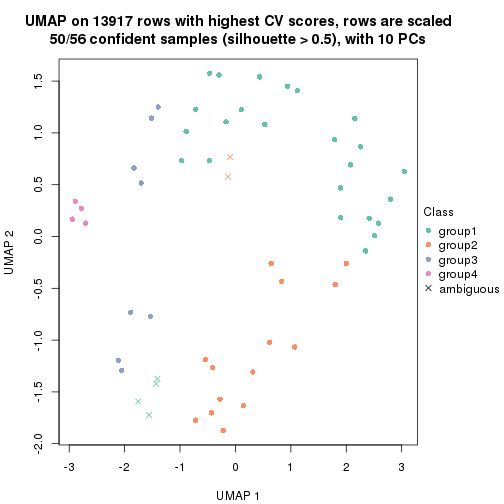 UMAP on 13917 rows with highest CV scores, rows are scaled
50/56 confident samples (silhouette > 0.5), with 10 PCs
1.5
1.0
0.5
0.0
-0.5
-1.0
-1.5
-2.0
UMAP 2
-3 -2 -1 0 1 2 3
UMAP 1
Class
group1
group2
group3
group4
ambiguous